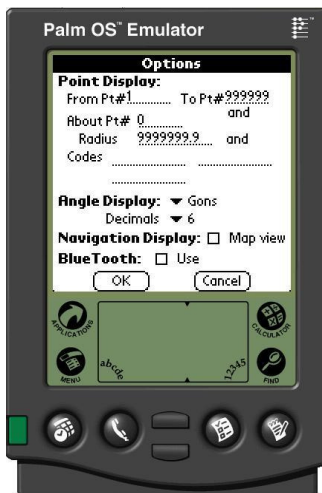 Palm OS™ Emulator
Options
Point Display:
From Pt#1 To Pt#999999
and
About Pt# 0
Radius 9999999.9 and
Codes
Angle Display: Gons
Decimals 6
Navigation Display: Map view
BlueTooth: Use
OK Cancel
APPLICATIONS CALCULATOR
MENU abcde 12345 FIND